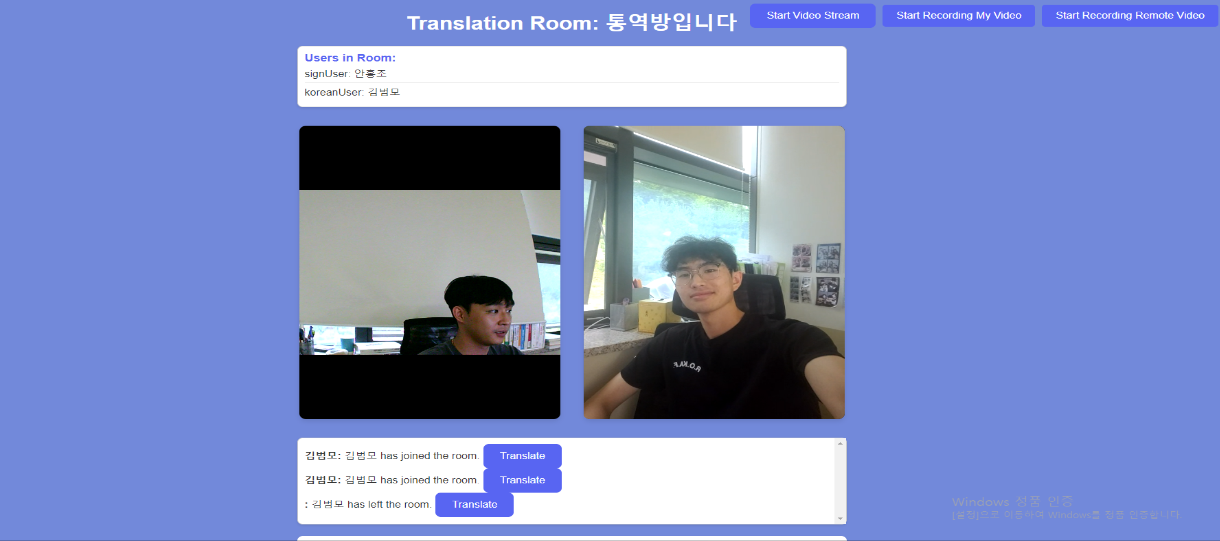 Translation Room: 통역방입니다
Start Video Stream
Start Recording My Video
Start Recording Remote Video
Users in Room:
signUser: 안홍조
koreanUser: 김범모
R.O.K.A.F
김범모: 김범모 has joined the room. Translate
김범모: 김범모 has joined the room. Translate
: 김범모 has left the room. Translate
Windows 정품 인증
[설정]으로 이동하여 Windows를 정품 인증합니다.